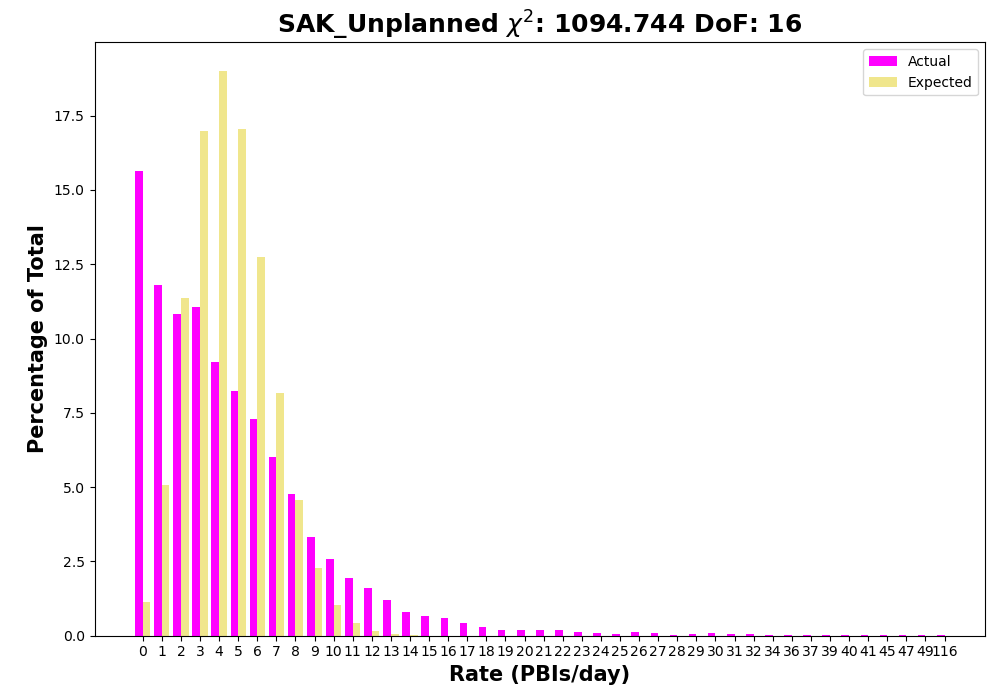 SAK_Unplanned χ²: 1094.744 DoF: 16
Actual
Expected
17.5
15.0
12.5
10.0
7.5
5.0
2.5
0.0
Percentage of Total
0 1 2 3 4 5 6 7 8 9 10 11 12 13 14 15 16 17 18 19 20 21 22 23 24 25 26 27 28 29 30 31 32 34 36 37 39 40 41 45 47 49 116
Rate (PBIs/day)